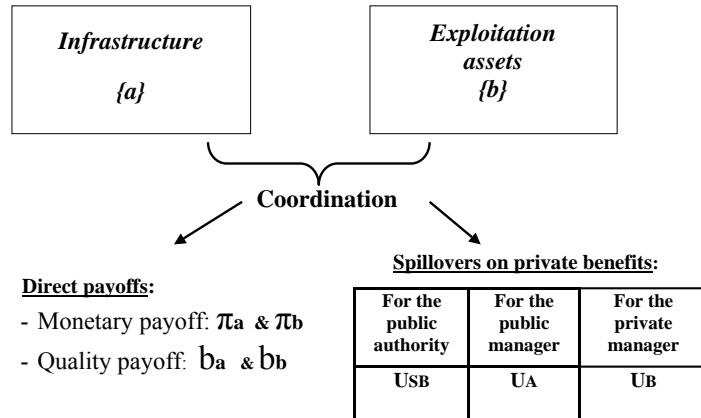 Infrastructure
{a}
Exploitation
assets
{b}
Coordination
Direct payoffs:
- Monetary payoff: πa & πb
- Quality payoff: ba & bb
Spillovers on private benefits:
For the public authority
For the public manager
For the private manager
USB
UA
UB